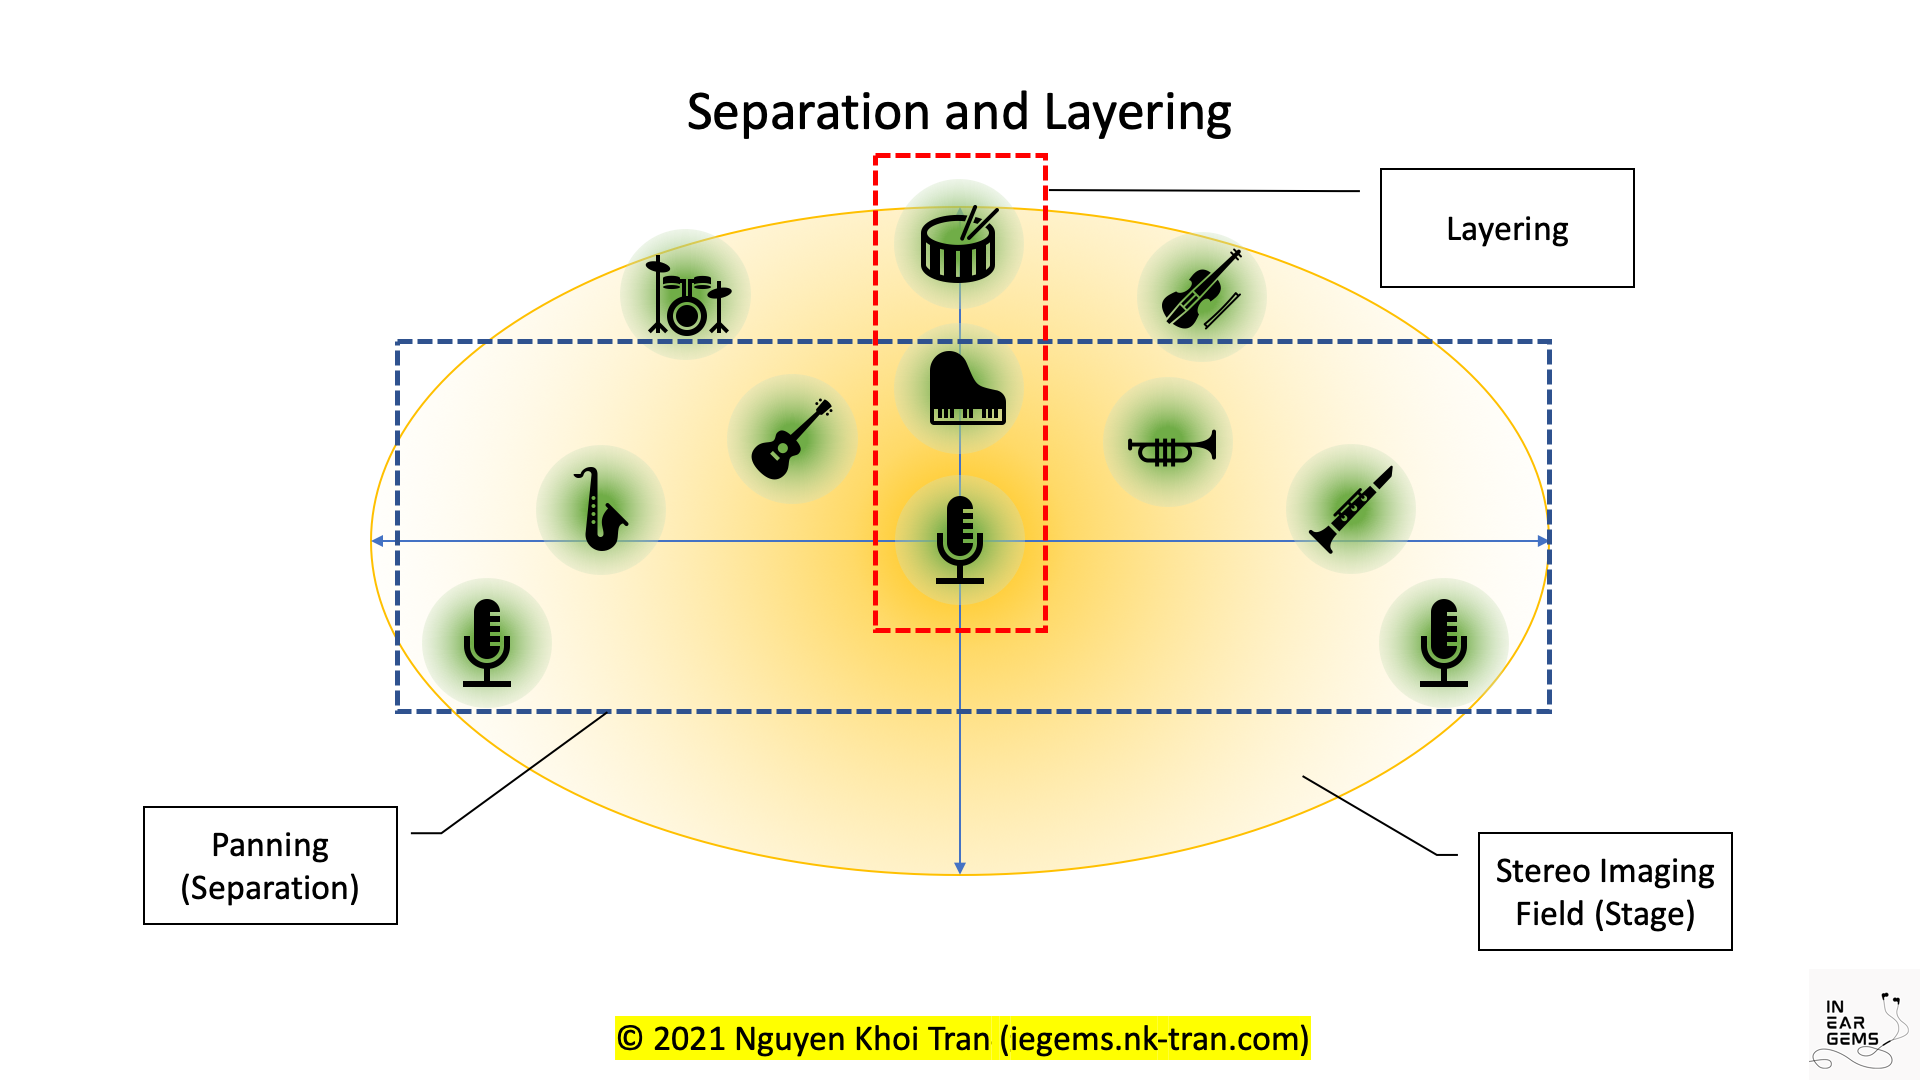 Separation and Layering
Layering
Panning
(Separation)
Stereo Imaging
Field (Stage)
© 2021 Nguyen Khoi Tran (iegems.nk-tran.com)
IN
EAR
GEMS